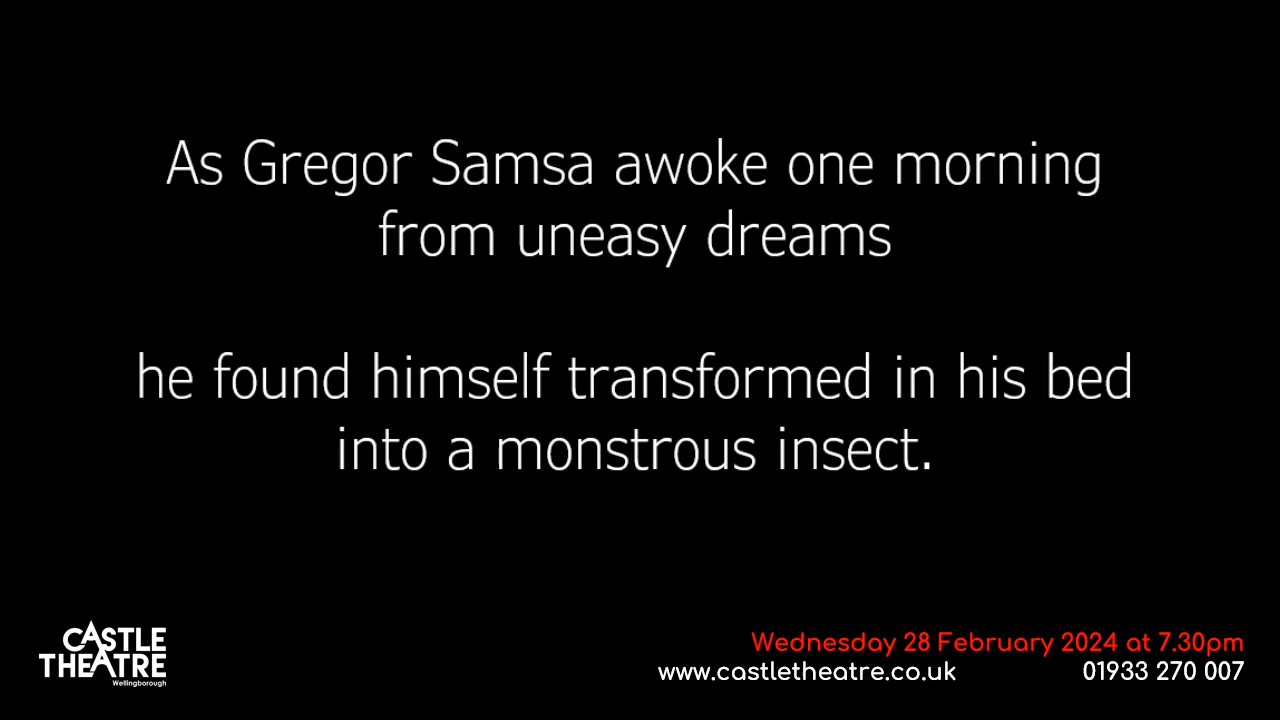 As Gregor Samsa awoke one morning
from uneasy dreams
he found himself transformed in his bed
into a monstrous insect.
CASTLE
THEATRE
Wellingborough
Wednesday 28 February 2024 at 7.30pm
www.castletheatre.co.uk 01933 270 007